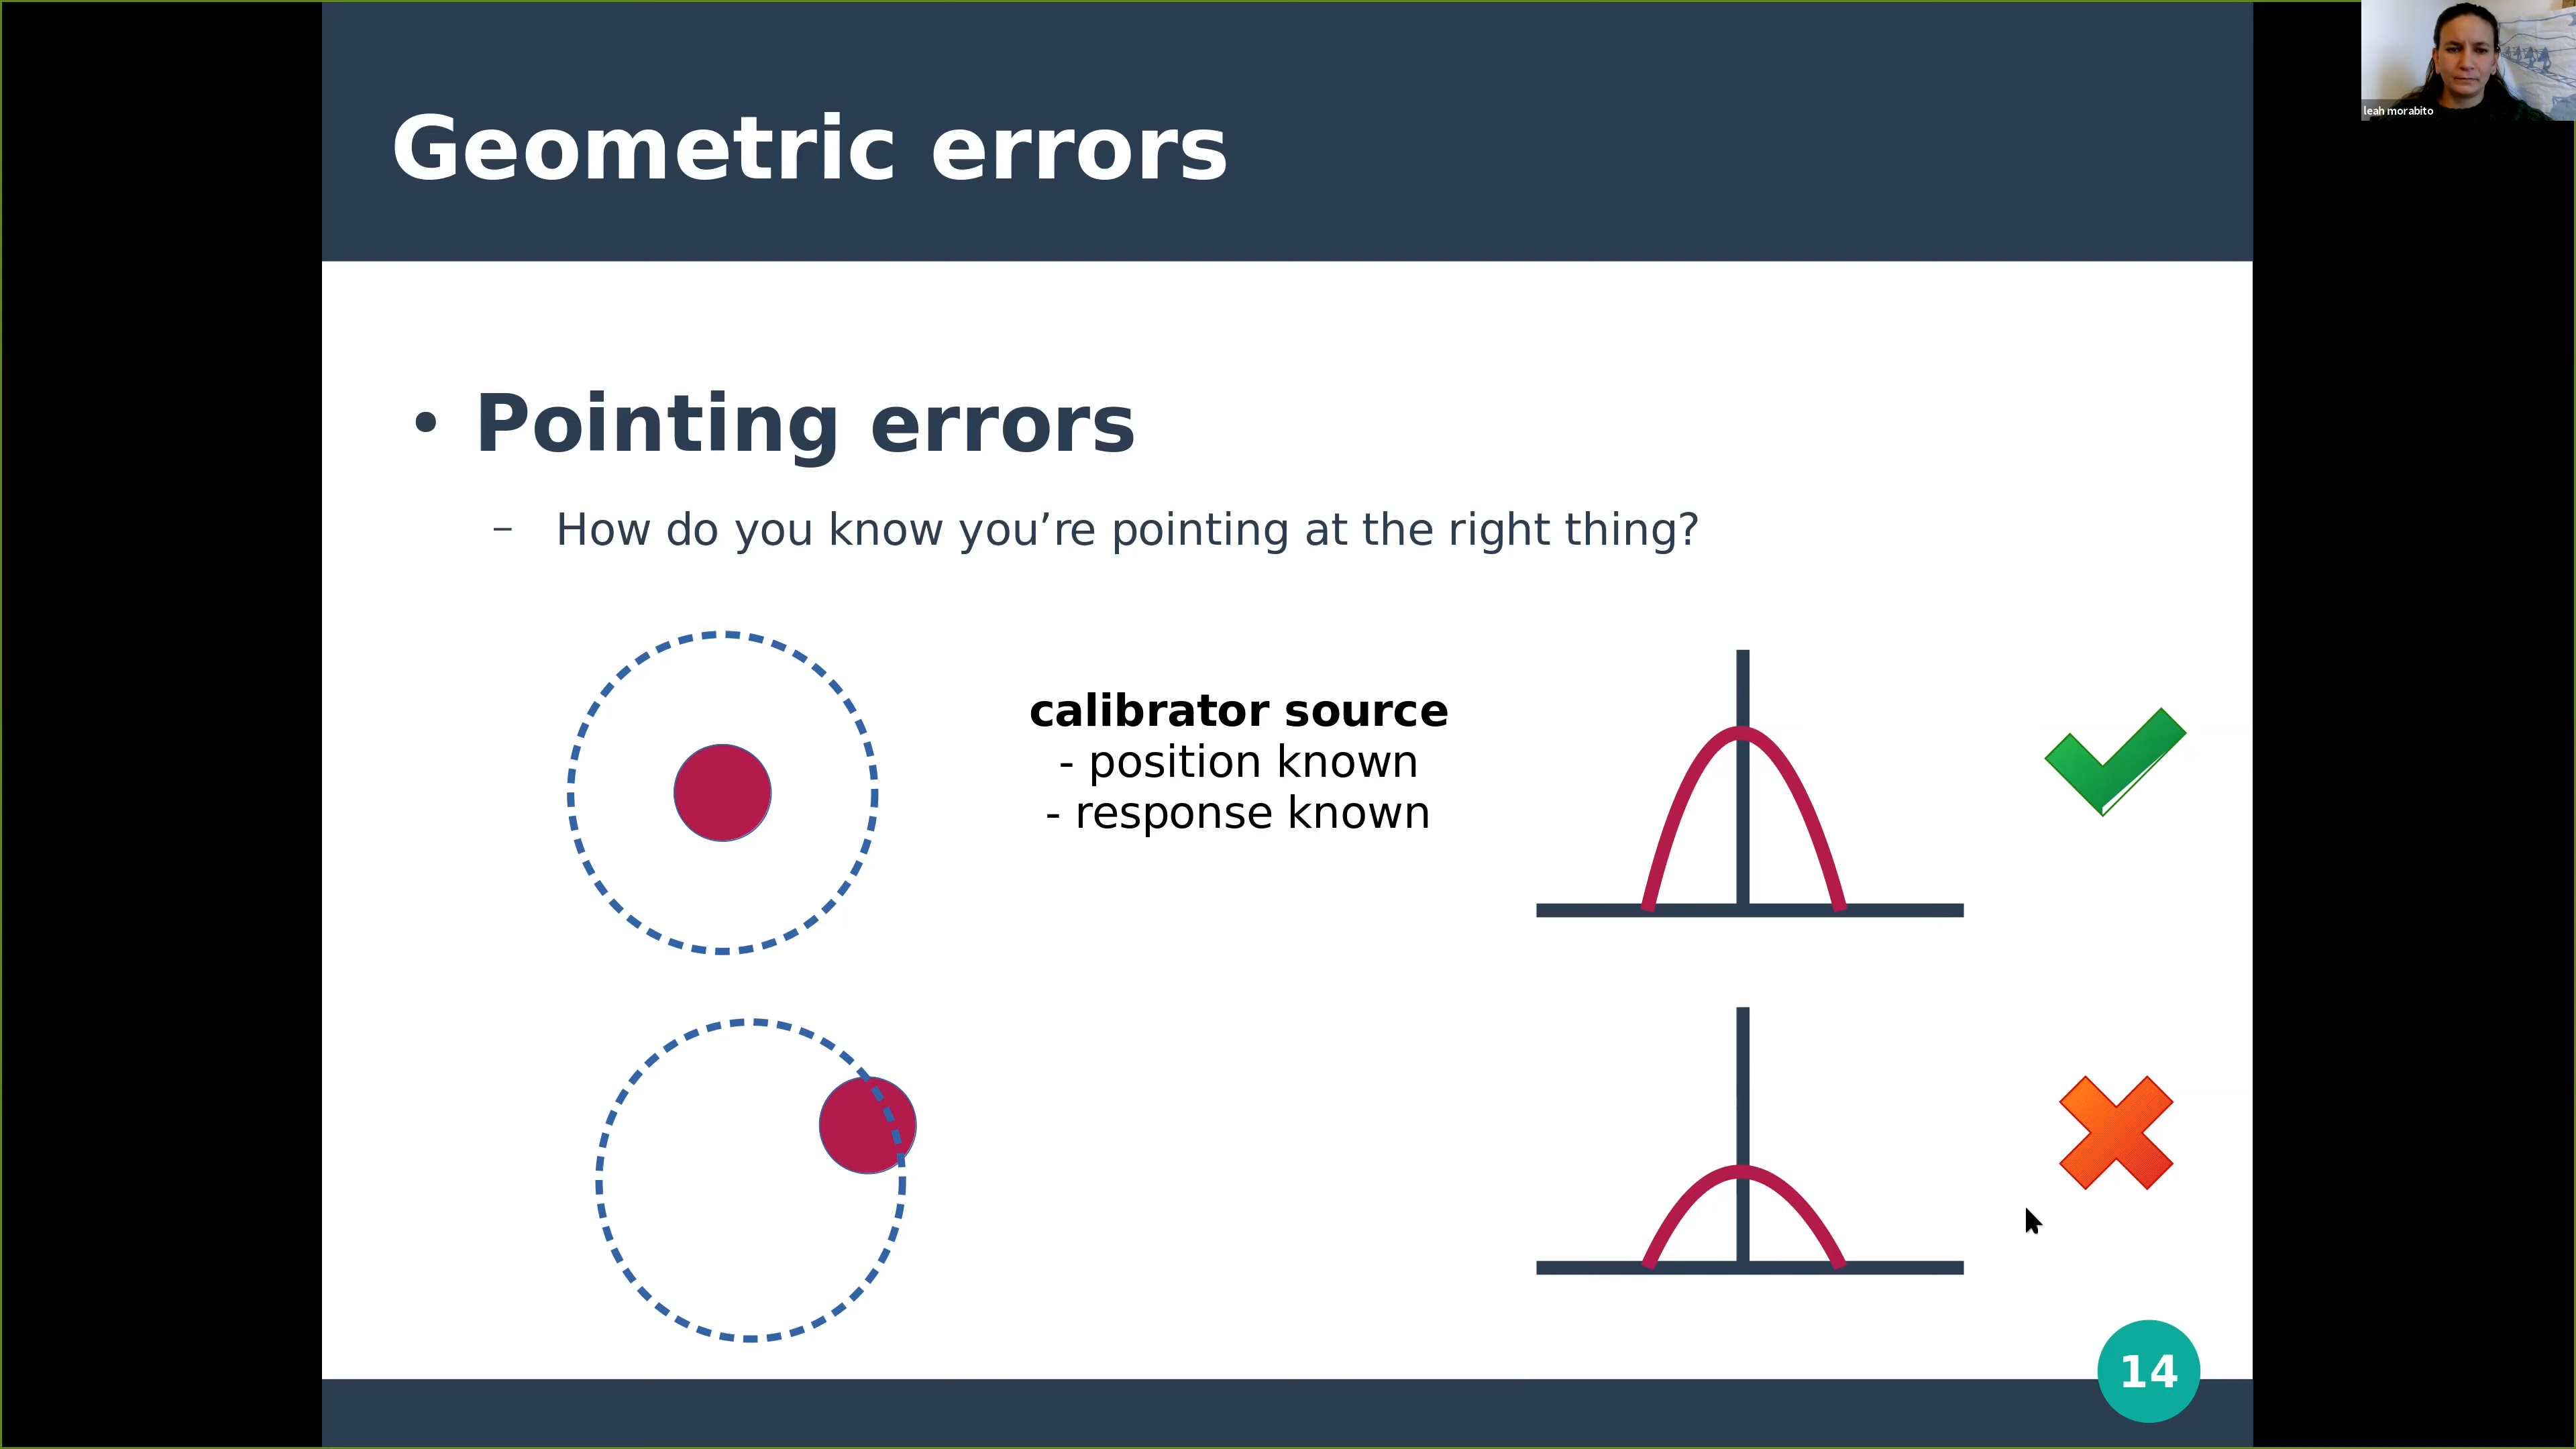 Geometric errors
leah morabito
• Pointing errors
– How do you know you’re pointing at the right thing?
calibrator source
- position known
- response known
14